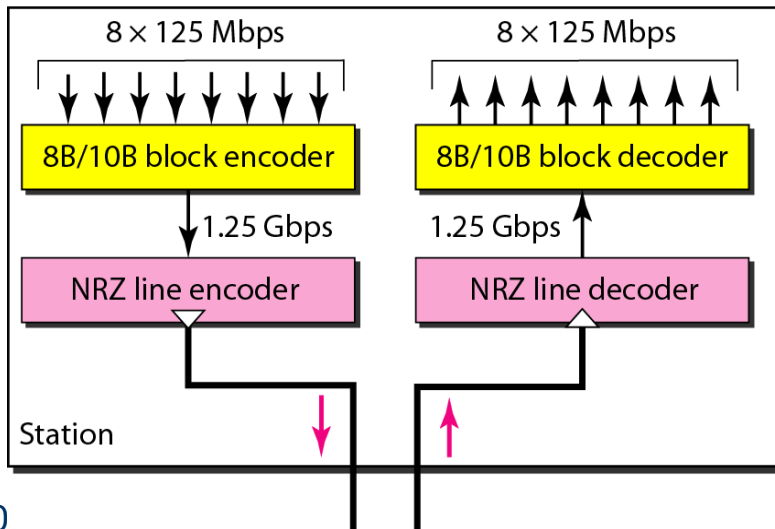 8 × 125 Mbps
8 × 125 Mbps
8B/10B block encoder
8B/10B block decoder
1.25 Gbps
1.25 Gbps
NRZ line encoder
NRZ line decoder
Station